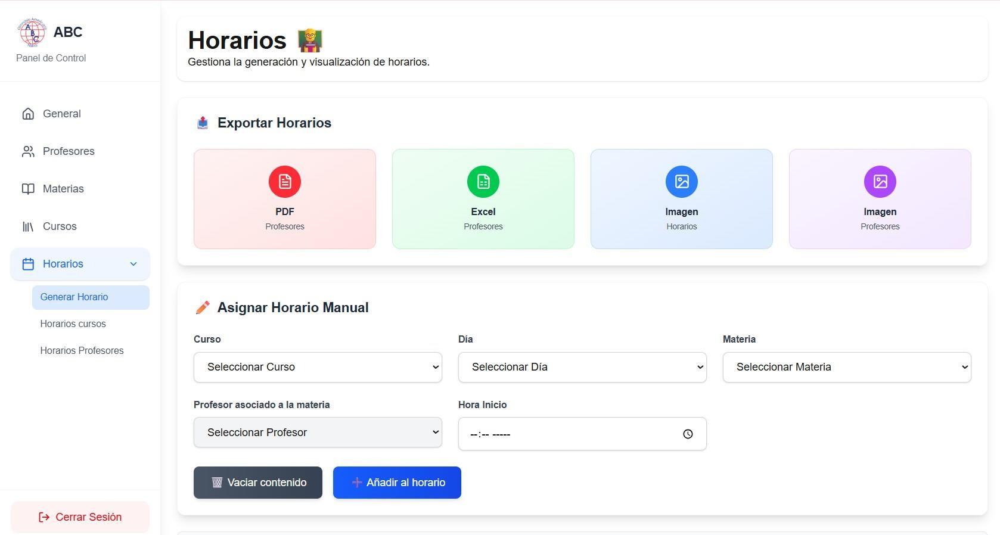 Gimnasio Americano
A
B
C
Neiva
ABC
Panel de Control
General
Profesores
Materias
Cursos
Horarios
Generar Horario
Horarios cursos
Horarios Profesores
Cerrar Sesión
Horarios
Gestiona la generación y visualización de horarios.
Exportar Horarios
PDF
Profesores
Excel
Profesores
Imagen
Horarios
Imagen
Profesores
Asignar Horario Manual
Curso
Seleccionar Curso
Día
Seleccionar Día
Materia
Seleccionar Materia
Profesor asociado a la materia
Seleccionar Profesor
Hora Inicio
--:-- -----
Vaciar contenido
Añadir al horario